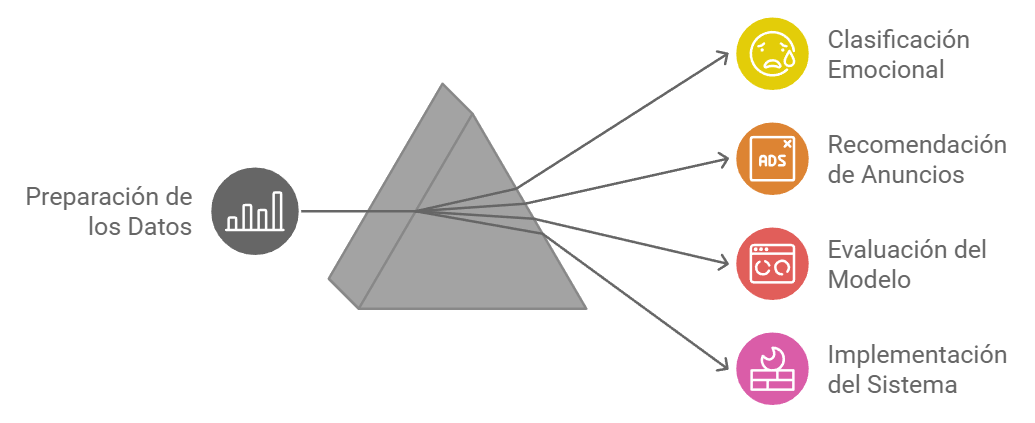 Preparación de
los Datos
Clasificación
Emocional
ADS
Recomendación
de Anuncios
Evaluación del
Modelo
Implementación
del Sistema